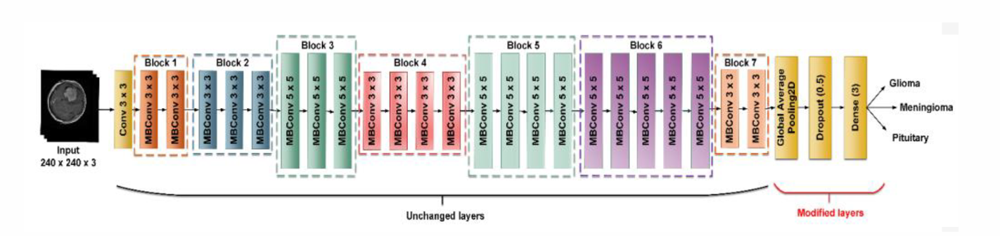 Input
240 x 240 x 3
Conv 3 x 3
Block 1
MBConv 3 x 3
MBConv 3 x 3
Block 2
MBConv 3 x 3
MBConv 3 x 3
MBConv 3 x 3
Block 3
MBConv 5 x 5
MBConv 5 x 5
MBConv 5 x 5
Block 4
MBConv 3 x 3
MBConv 3 x 3
MBConv 3 x 3
MBConv 3 x 3
Block 5
MBConv 5 x 5
MBConv 5 x 5
MBConv 5 x 5
MBConv 5 x 5
Block 6
MBConv 5 x 5
MBConv 5 x 5
MBConv 5 x 5
MBConv 5 x 5
MBConv 5 x 5
Block 7
MBConv 3 x 3
MBConv 3 x 3
Global Average
Pooling2D
Dropout (0.5)
Dense (3)
Glioma
Meningioma
Pituitary
Unchanged layers
Modified layers